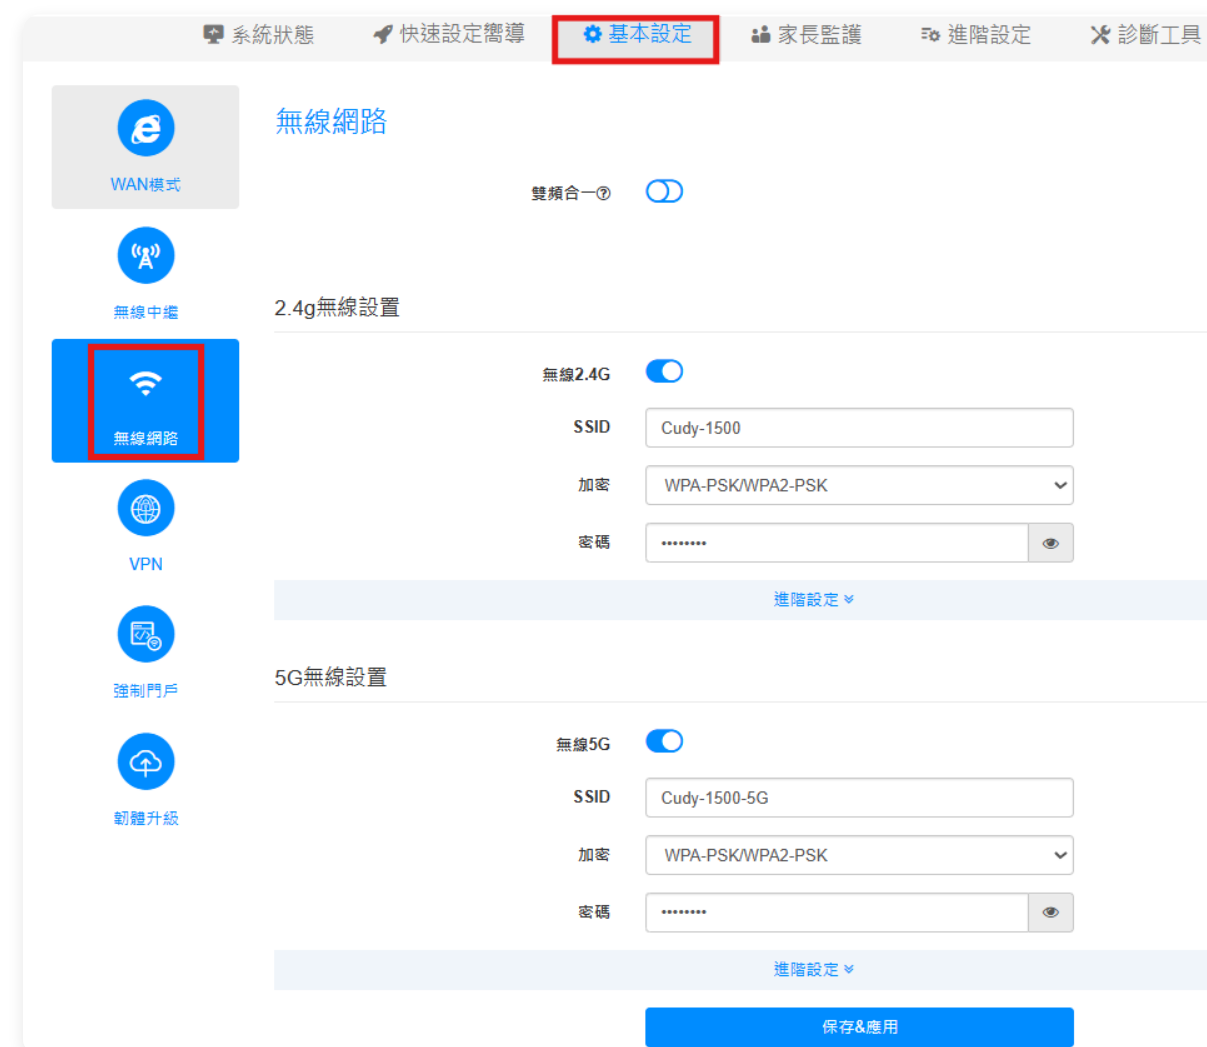 系統狀態 快速設定嚮導 基本設定 家長監護 進階設定 診斷工具
WAN模式
無線中繼
無線網路
VPN
強制門戶
韌體升級
無線網路
雙頻合一?
2.4g無線設置
無線2.4G
SSID Cudy-1500
加密 WPA-PSK/WPA2-PSK
密碼 ••••••••
進階設定
5G無線設置
無線5G
SSID Cudy-1500-5G
加密 WPA-PSK/WPA2-PSK
密碼 ••••••••
進階設定
保存&應用